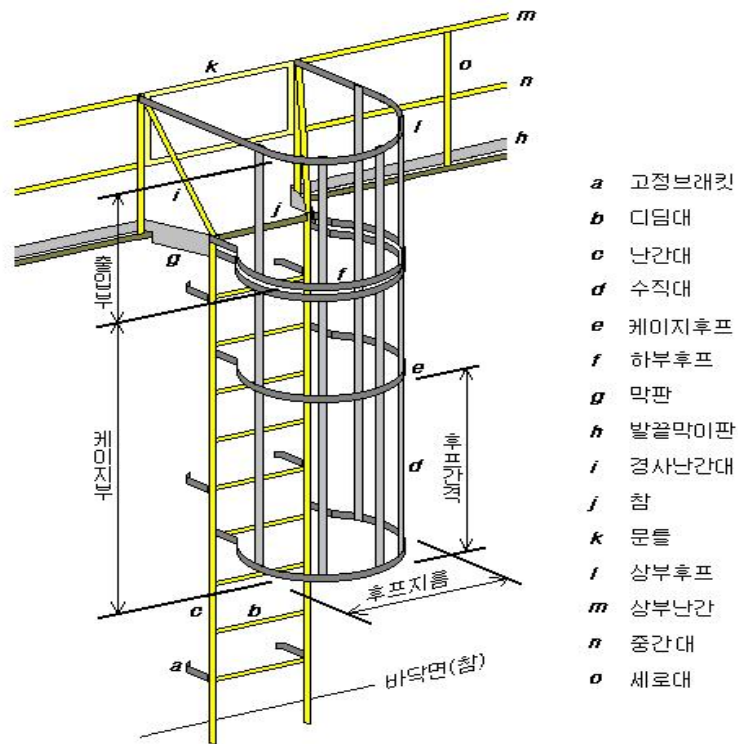 m
k
o
n
l
h
i
j
g
f
출입부
e
케이지부
d
후프간격
후프지름
c
b
a
바닥면(참)
a 고정브래킷
b 디딤대
c 난간대
d 수직대
e 케이지후프
f 하부후프
g 막판
h 발끝막이판
i 경사난간대
j 참
k 문틀
l 상부후프
m 상부난간
n 중간대
o 세로대